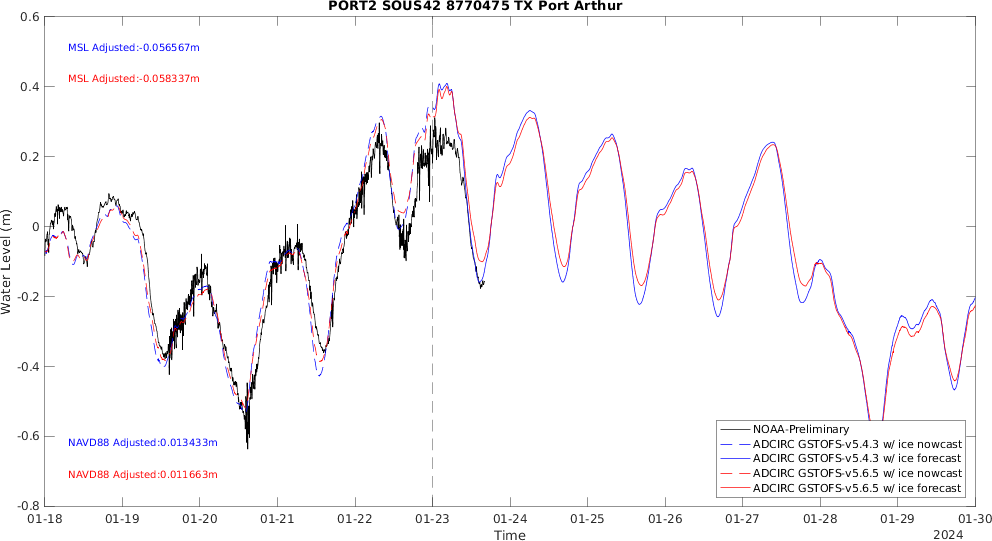 PORT2 SOUS42 8770475 TX Port Arthur
0.6
0.4
0.2
0
-0.2
-0.4
-0.6
-0.8
Water Level (m)
MSL Adjusted:-0.056567m
MSL Adjusted:-0.058337m
NAVD88 Adjusted:0.013433m
NAVD88 Adjusted:0.011663m
NOAA-Preliminary
ADCIRC GSTOFS-v5.4.3 w/ ice nowcast
ADCIRC GSTOFS-v5.4.3 w/ ice forecast
ADCIRC GSTOFS-v5.6.5 w/ ice nowcast
ADCIRC GSTOFS-v5.6.5 w/ ice forecast
01-18 01-19 01-20 01-21 01-22 01-23 01-24 01-25 01-26 01-27 01-28 01-29 01-30
Time
2024